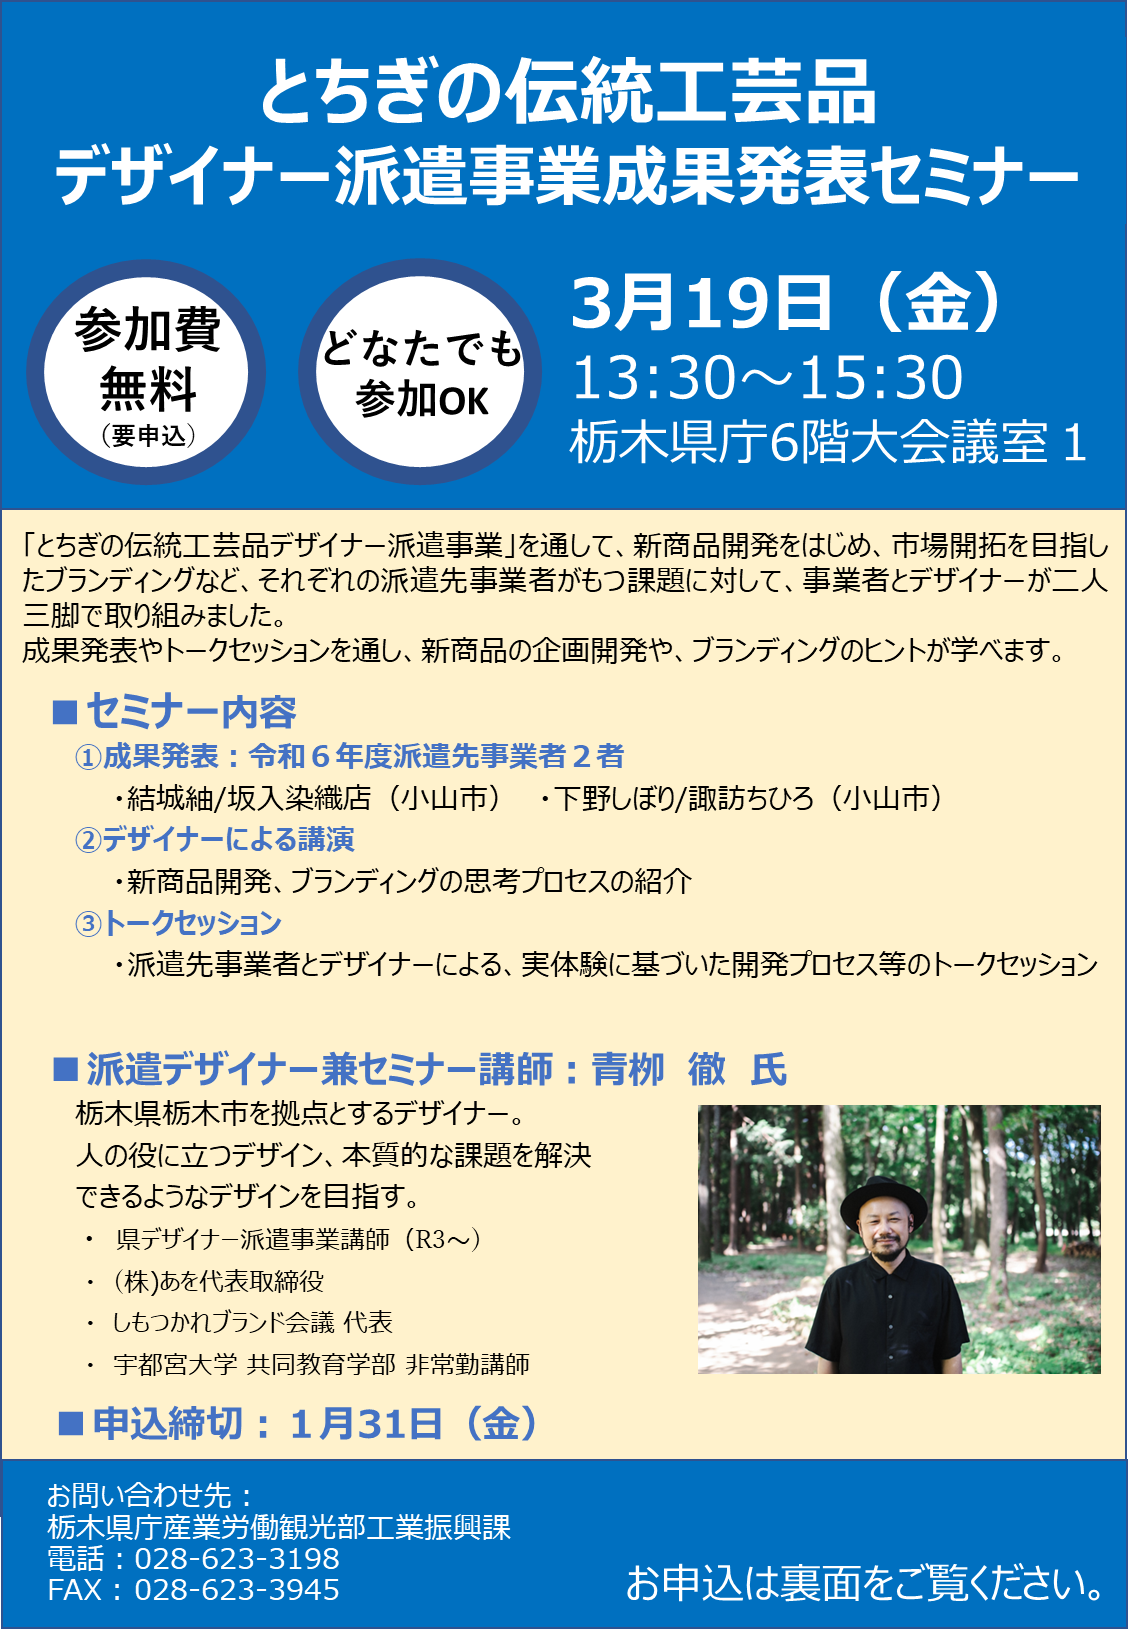 とちぎの伝統工芸品
デザイナー派遣事業成果発表セミナー
参加費
無料
（要申込）
どなたでも
参加OK
3月19日（金）
13:30～15:30
栃木県庁6階大会議室１
「とちぎの伝統工芸品デザイナー派遣事業」を通して、新商品開発をはじめ、市場開拓を目指し
たブランディングなど、それぞれの派遣先事業者がもつ課題に対して、事業者とデザイナーが二人
三脚で取り組みました。
成果発表やトークセッションを通し、新商品の企画開発や、ブランディングのヒントが学べます。
■セミナー内容
①成果発表：令和６年度派遣先事業者２者
・結城紬/坂入染織店（小山市）　・下野しぼり/諏訪ちひろ（小山市）
②デザイナーによる講演
・新商品開発、ブランディングの思考プロセスの紹介
③トークセッション
・派遣先事業者とデザイナーによる、実体験に基づいた開発プロセス等のトークセッション
■派遣デザイナー兼セミナー講師：青栁　徹　氏
栃木県栃木市を拠点とするデザイナー。
人の役に立つデザイン、本質的な課題を解決
できるようなデザインを目指す。
・ 県デザイナー派遣事業講師（R3～）
・ （株)あを代表取締役
・ しもつかれブランド会議 代表
・ 宇都宮大学 共同教育学部 非常勤講師
■申込締切：１月31日（金）
お問い合わせ先：
栃木県庁産業労働観光部工業振興課
電話：028-623-3198
FAX：028-623-3945
お申込は裏面をご覧ください。